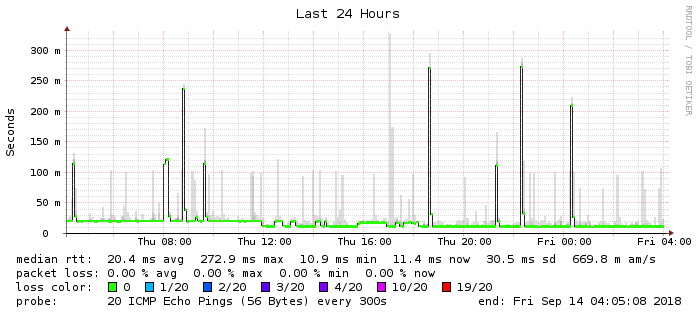 Last 24 Hours
RRDTOOL / TOBI OETIKER
Seconds
300 m
250 m
200 m
150 m
100 m
50 m
0
Thu 08:00 Thu 12:00 Thu 16:00 Thu 20:00 Fri 00:00 Fri 04:00
median rtt: 20.4 ms avg 272.9 ms max 10.9 ms min 11.4 ms now 30.5 ms sd 669.8 m am/s
packet loss: 0.00 % avg 0.00 % max 0.00 % min 0.00 % now
loss color: 0 1/20 2/20 3/20 4/20 10/20 19/20
probe: 20 ICMP Echo Pings (56 Bytes) every 300s end: Fri Sep 14 04:05:08 2018